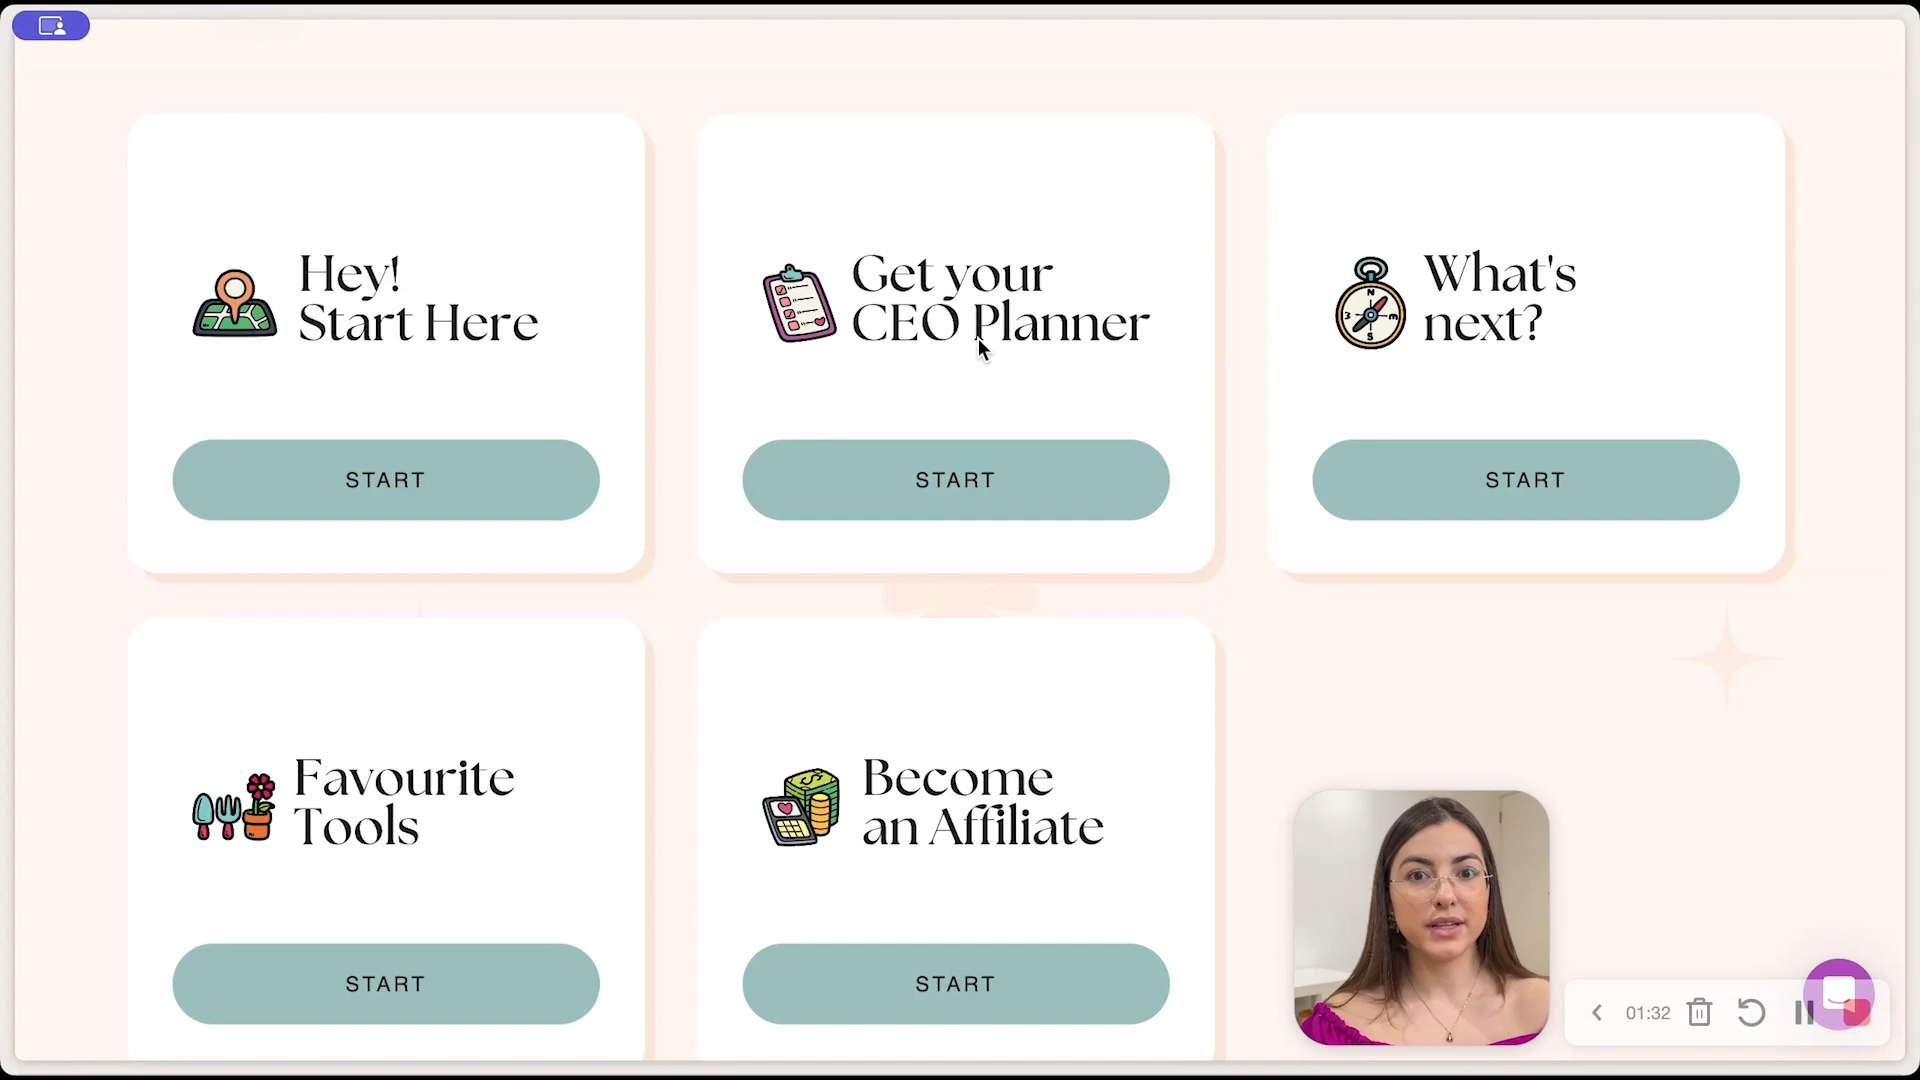 Hey!
Start Here
START
Get your
CEO Planner
START
What's
next?
START
Favourite
Tools
START
Become
an Affiliate
START
01:32